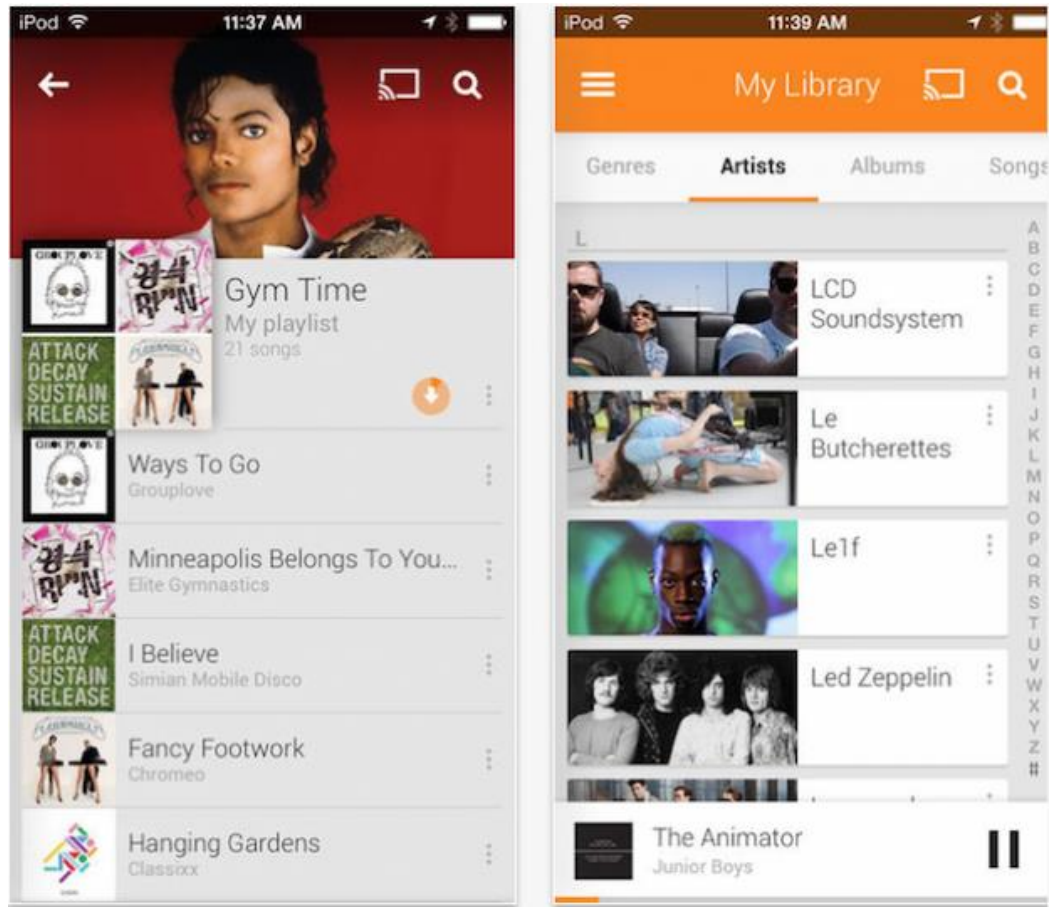 iPod
11:37 AM
GROUPLOVE
Gym Time
My playlist
21 songs
ATTACK
DECAY
SUSTAIN
RELEASE
Ways To Go
Grouplove
Minneapolis Belongs To You...
Elite Gymnastics
ATTACK
DECAY
SUSTAIN
RELEASE
I Believe
Simian Mobile Disco
Fancy Footwork
Chromeo
Hanging Gardens
Classixx
iPod
11:39 AM
My Library
Genres
Artists
Albums
Songs
L
LCD
Soundsystem
Le
Butcherettes
Le1f
Led Zeppelin
A
B
C
D
E
F
G
H
I
J
K
L
M
N
O
P
Q
R
S
T
U
V
W
X
Y
Z
#
The Animator
Junior Boys